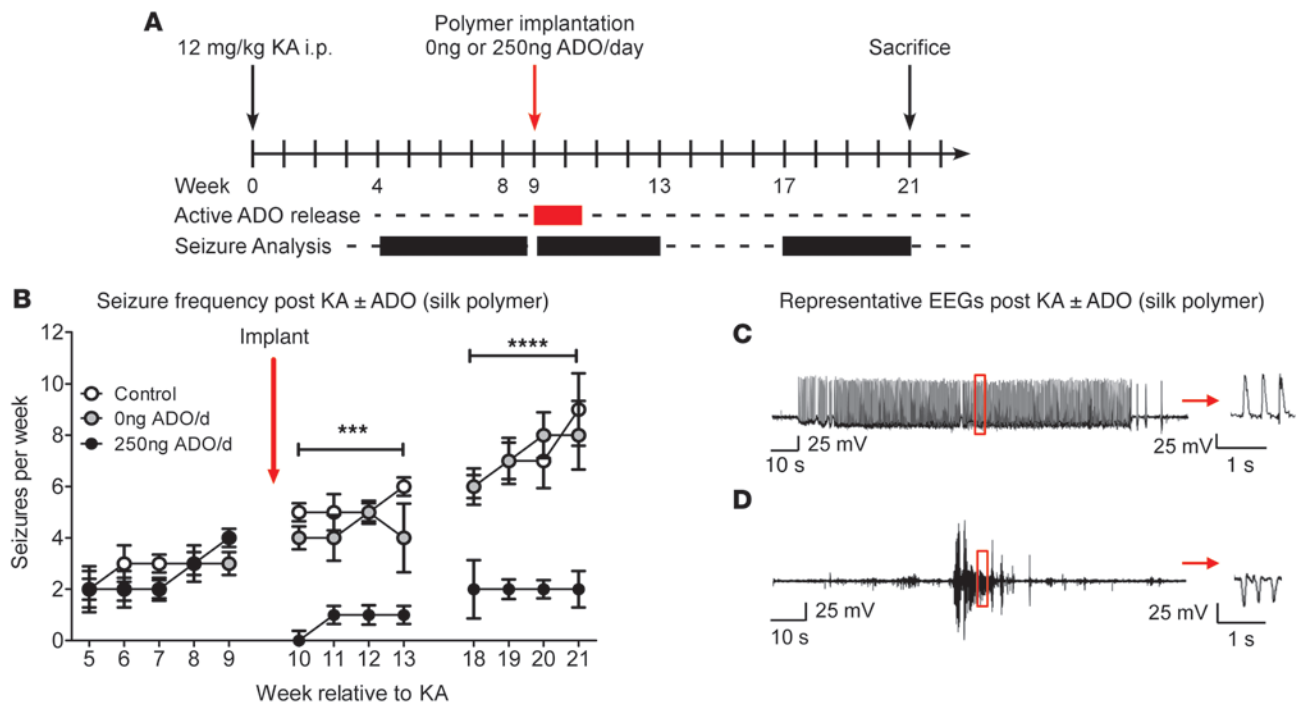 A
12 mg/kg KA i.p.
Polymer implantation
0ng or 250ng ADO/day
Sacrifice
Week
0 4 8 9 13 17 21
Active ADO release
Seizure Analysis
B
Seizure frequency post KA ± ADO (silk polymer)
Seizures per week
12
10
8
6
4
2
0
Implant
Control
0ng ADO/d
250ng ADO/d
***
****
5 6 7 8 9 10 11 12 13 18 19 20 21
Week relative to KA
Representative EEGs post KA ± ADO (silk polymer)
C
25 mV
10 s
25 mV
1 s
D
25 mV
10 s
25 mV
1 s